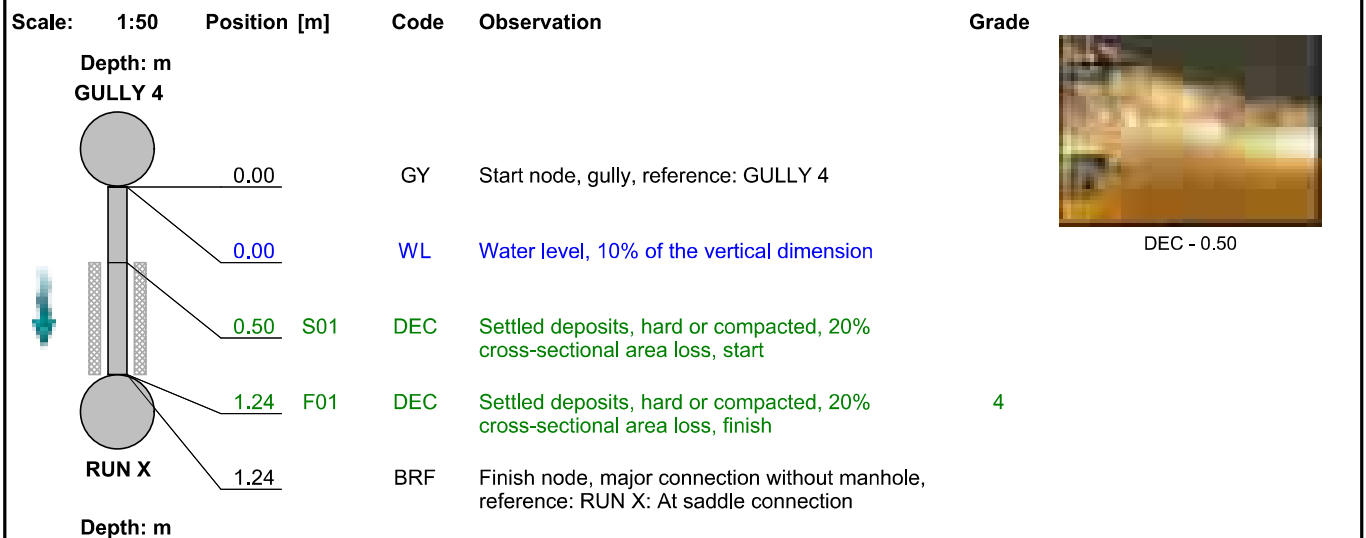 Scale: 1:50 Position [m] Code Observation Grade
Depth: m
GULLY 4
0.00 GY Start node, gully, reference: GULLY 4
0.00 WL Water level, 10% of the vertical dimension
DEC - 0.50
0.50 S01 DEC Settled deposits, hard or compacted, 20%
cross-sectional area loss, start
1.24 F01 DEC Settled deposits, hard or compacted, 20% 4
cross-sectional area loss, finish
RUN X
1.24 BRF Finish node, major connection without manhole,
reference: RUN X: At saddle connection
Depth: m